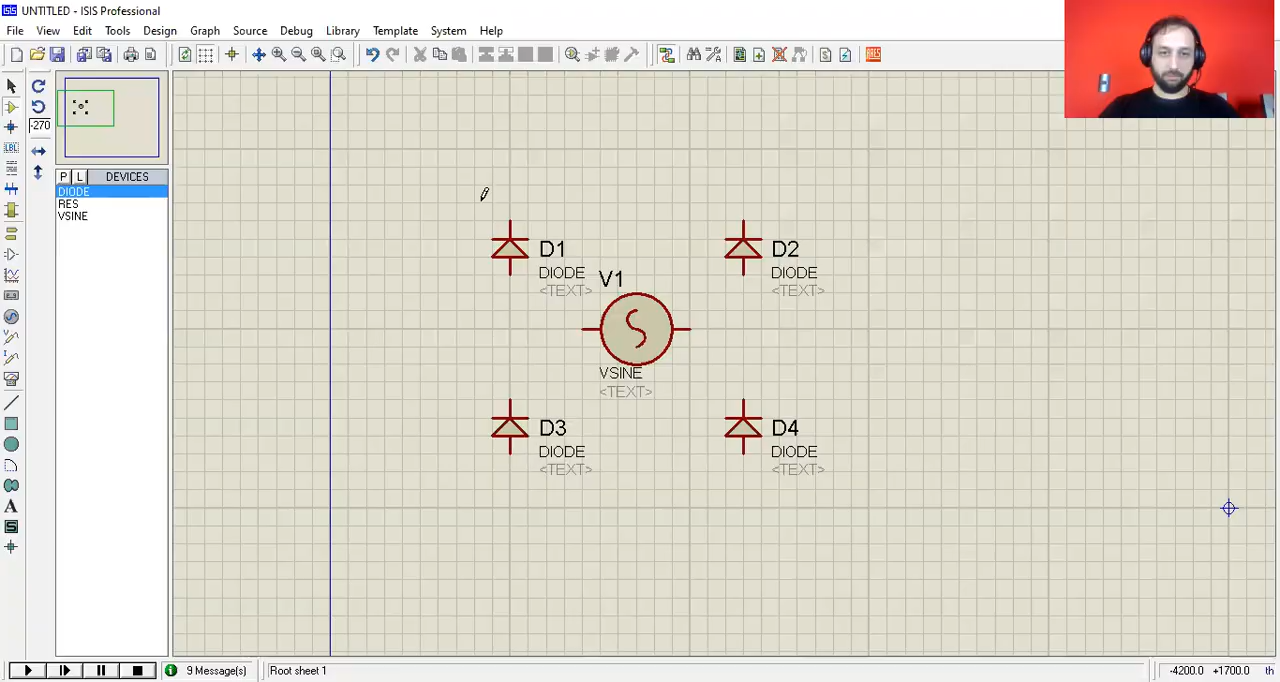 UNTITLED - ISIS Professional
File View Edit Tools Design Graph Source Debug Library Template System Help
-270
P L DEVICES
DIODE
RES
VSINE
LBL
A
S
D1
DIODE
<TEXT>
D2
DIODE
<TEXT>
V1
VSINE
<TEXT>
D3
DIODE
<TEXT>
D4
DIODE
<TEXT>
9 Message(s)
Root sheet 1
-4200.0 +1700.0 th